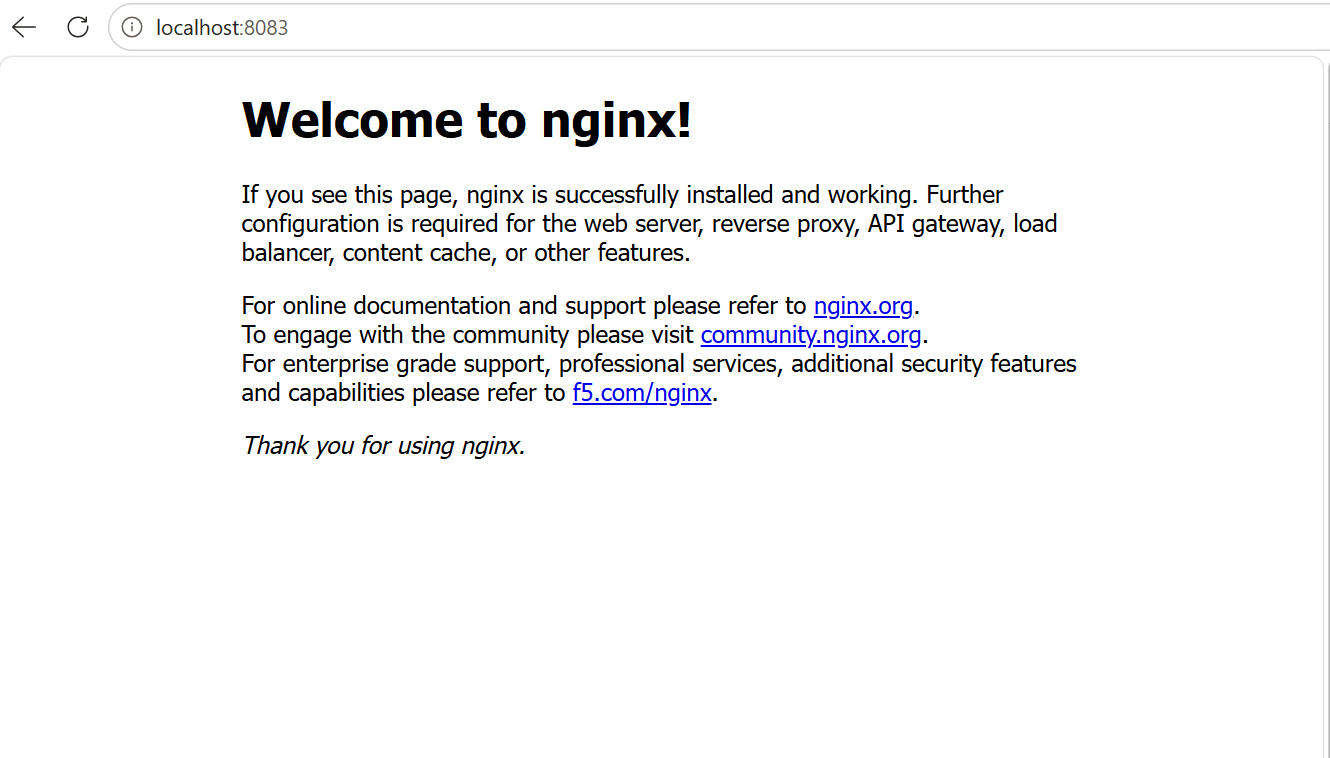 localhost:8083
Welcome to nginx!
If you see this page, nginx is successfully installed and working. Further
configuration is required for the web server, reverse proxy, API gateway, load
balancer, content cache, or other features.
For online documentation and support please refer to nginx.org.
To engage with the community please visit community.nginx.org.
For enterprise grade support, professional services, additional security features
and capabilities please refer to f5.com/nginx.
Thank you for using nginx.